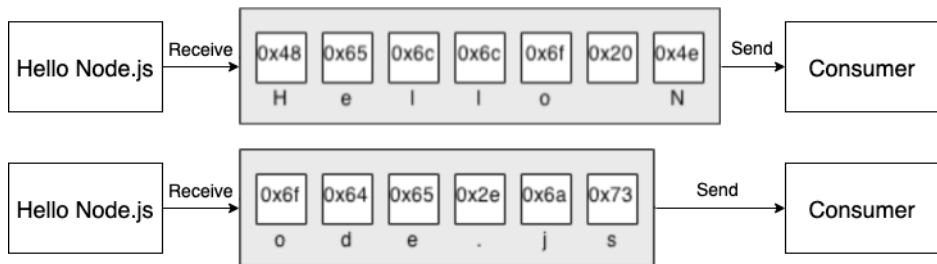 Receive
Send
Hello Node.js
0x48 0x65 0x6c 0x6c 0x6f 0x20 0x4e
Consumer
H e l l o N
Receive
Send
Hello Node.js
0x6f 0x64 0x65 0x2e 0x6a 0x73
Consumer
o d e . j s